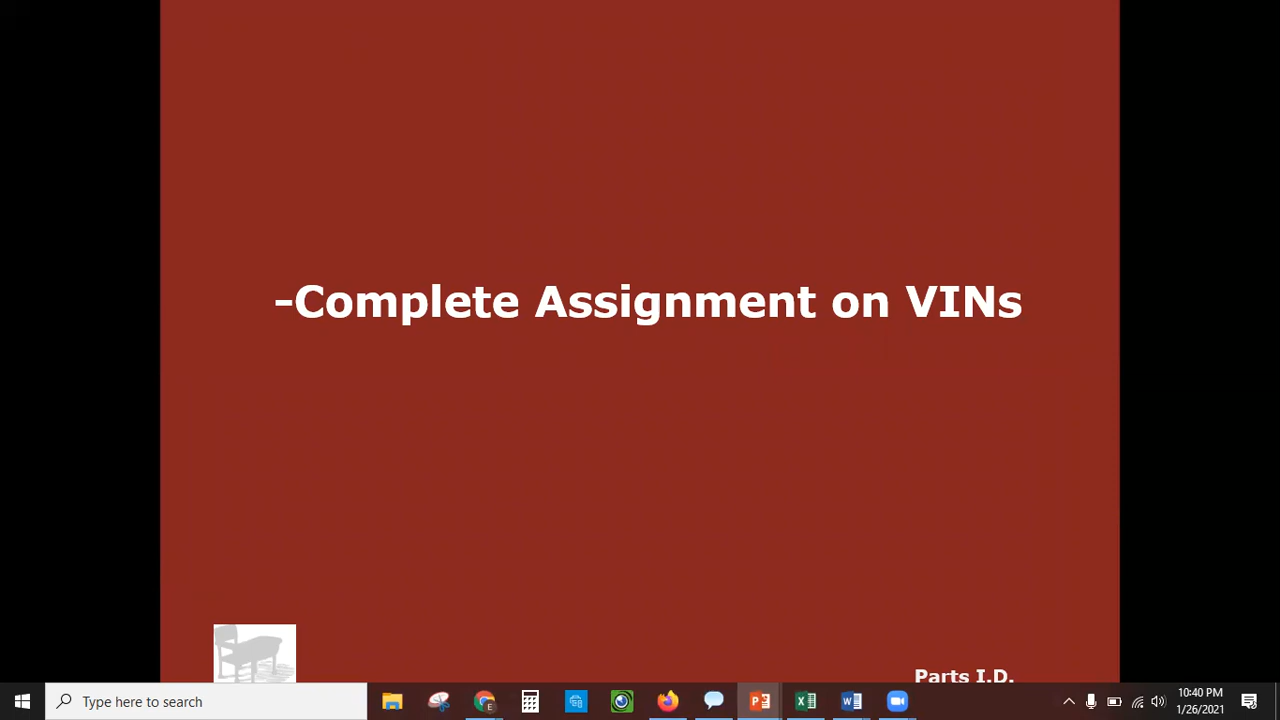 -Complete Assignment on VINs
Parts I.D.
Type here to search
10:40 PM
1/26/2021